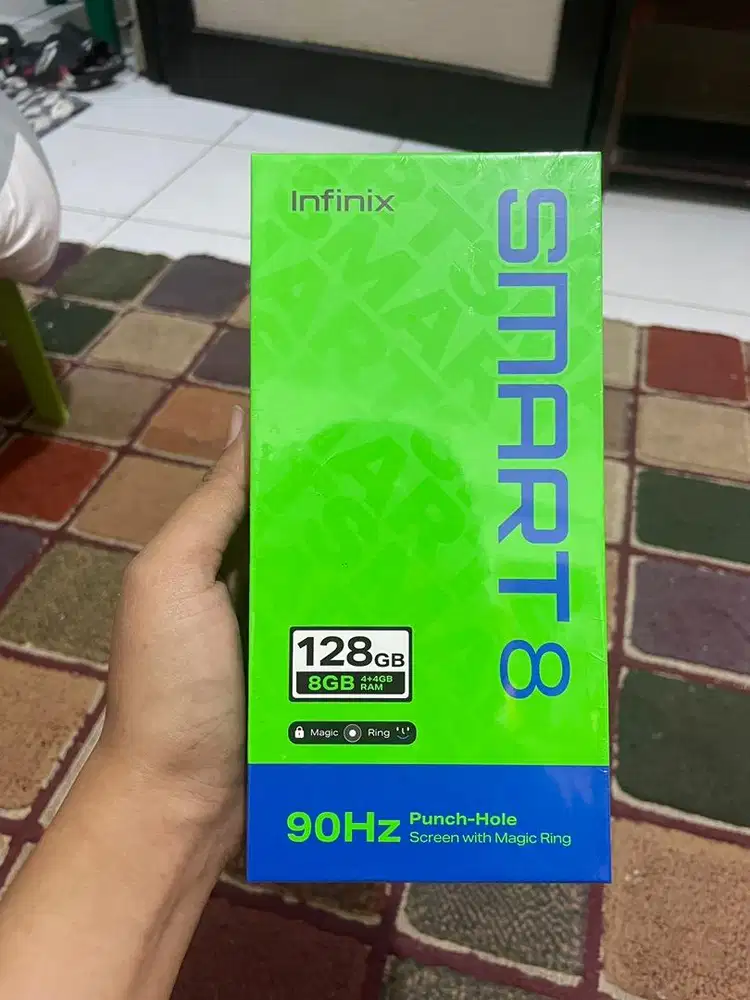 Infinix
SMART 8
128GB
8GB 4+4GB RAM
Magic Ring
90Hz Punch-Hole
Screen with Magic Ring